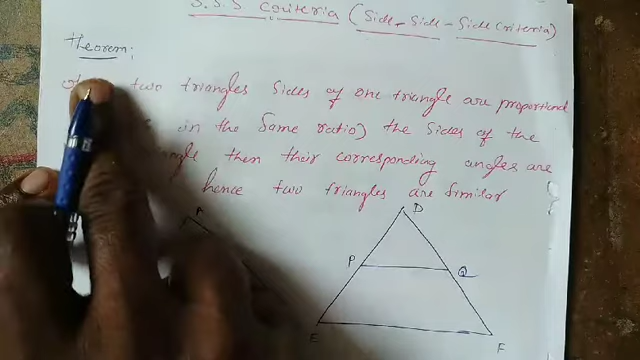 S.S.S Criteria (Side - Side - Side Criteria)
Theorem;
two triangles sides of one triangle are proportional
in the same ratio) the sides of the
then their corresponding angles are
hence two triangles are similar
A
D
P
Q
E
F